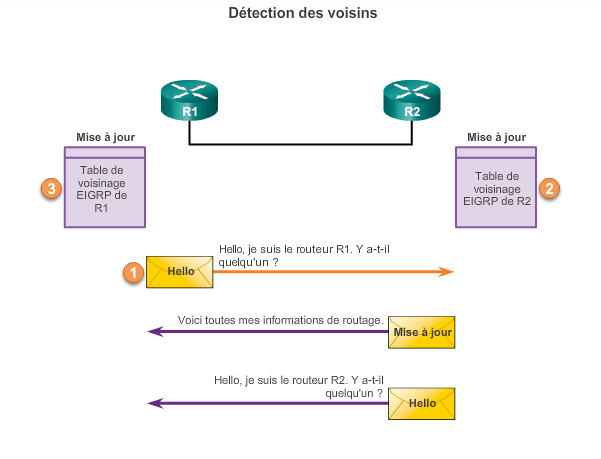 Détection des voisins
R1
R2
Mise à jour
Mise à jour
Table de
voisinage
EIGRP de
R1
3
Table de
voisinage
EIGRP de R2
2
Hello, je suis le routeur R1. Y a-t-il
quelqu'un ?
1
Hello
Voici toutes mes informations de routage.
Mise à jour
Hello, je suis le routeur R2. Y a-t-il
quelqu'un ?
Hello